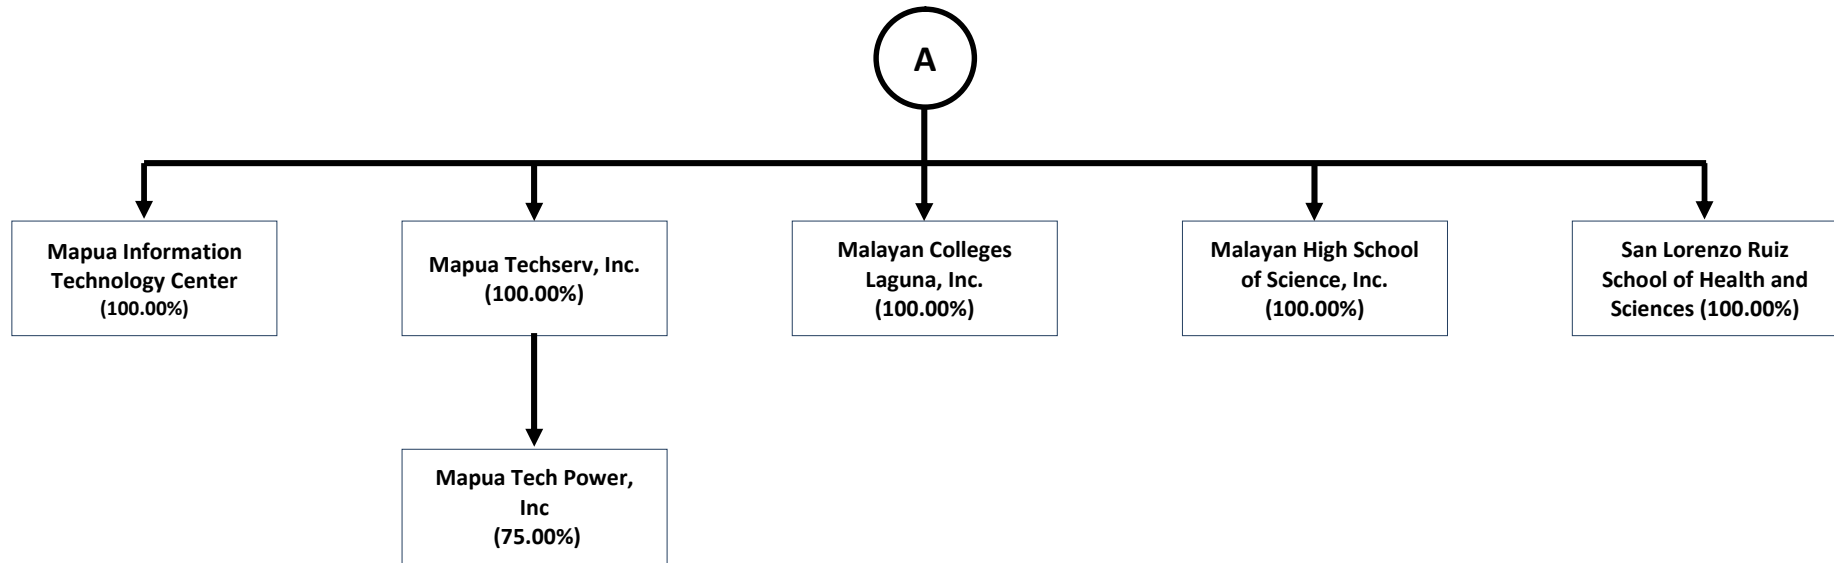 A
Mapua Information
Technology Center
(100.00%)
Mapua Techserv, Inc.
(100.00%)
Malayan Colleges
Laguna, Inc.
(100.00%)
Malayan High School
of Science, Inc.
(100.00%)
San Lorenzo Ruiz
School of Health and
Sciences (100.00%)
Mapua Tech Power,
Inc
(75.00%)